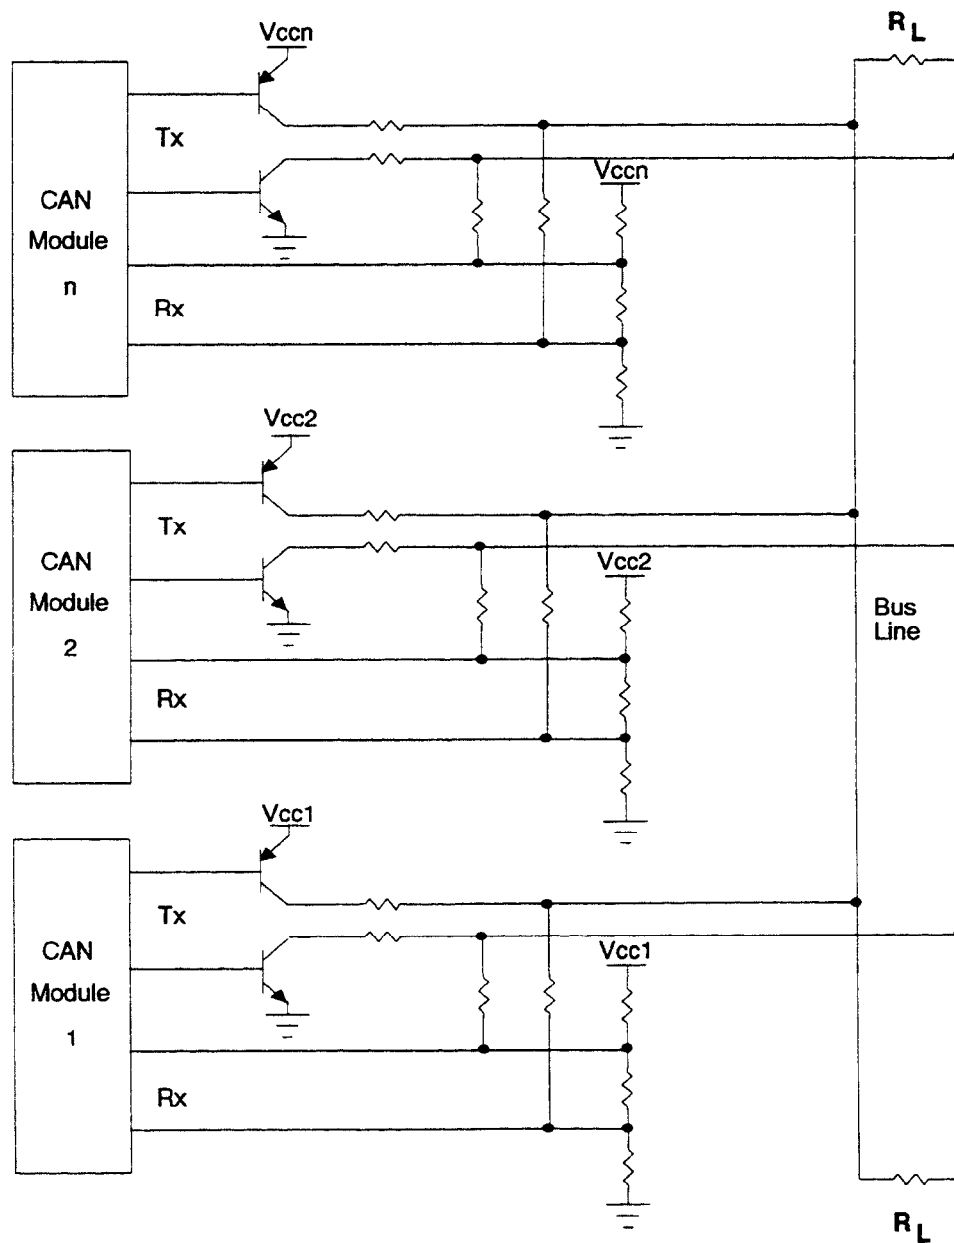 R L
Vccn
Tx
Vccn
CAN
Module
n
Rx
Vcc2
Tx
Vcc2
CAN
Module
2
Bus
Line
Rx
Vcc1
Tx
Vcc1
CAN
Module
1
Rx
R L